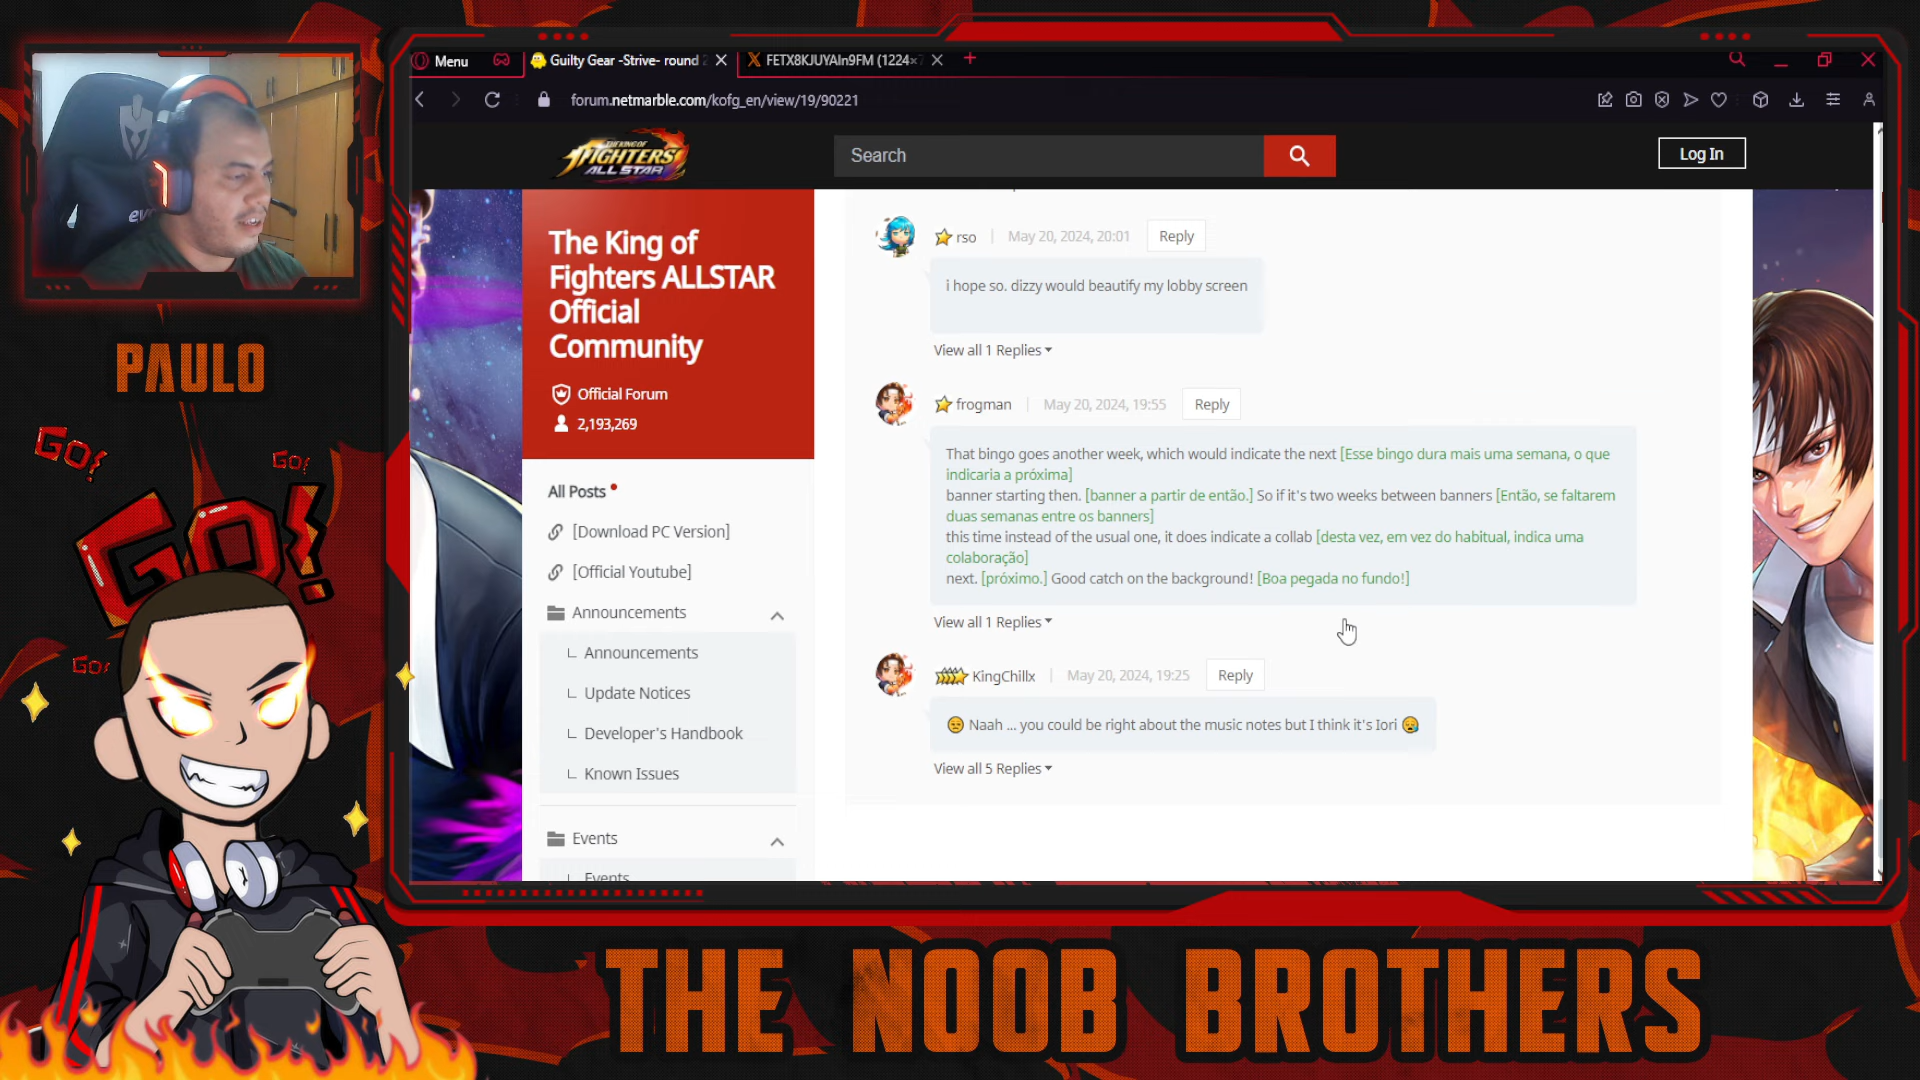 Menu
Guilty Gear -Strive- round 2
FETX8KJUYAIn9FM (1224×7
forum.netmarble.com/kofg_en/view/19/90221
THE KING OF
FIGHTERS
ALL STAR
Search
Log In
The King of
Fighters ALLSTAR
Official
Community
Official Forum
2,193,269
All Posts
[Download PC Version]
[Official Youtube]
Announcements
Announcements
Update Notices
Developer's Handbook
Known Issues
Events
Events
rso
May 20, 2024, 20:01
Reply
i hope so. dizzy would beautify my lobby screen
View all 1 Replies
frogman
May 20, 2024, 19:55
Reply
That bingo goes another week, which would indicate the next [Esse bingo dura mais uma semana, o que
indicaria a próxima]
banner starting then. [banner a partir de então.] So if it's two weeks between banners [Então, se faltarem
duas semanas entre os banners]
this time instead of the usual one, it does indicate a collab [desta vez, em vez do habitual, indica uma
colaboração]
next. [próximo.] Good catch on the background! [Boa pegada no fundo!]
View all 1 Replies
KingChillx
May 20, 2024, 19:25
Reply
😔 Naah ... you could be right about the music notes but I think it's Iori 😪
View all 5 Replies
PAULO
GO!
GO!
GO!
GO!
GO!
THE NOOB BROTHERS